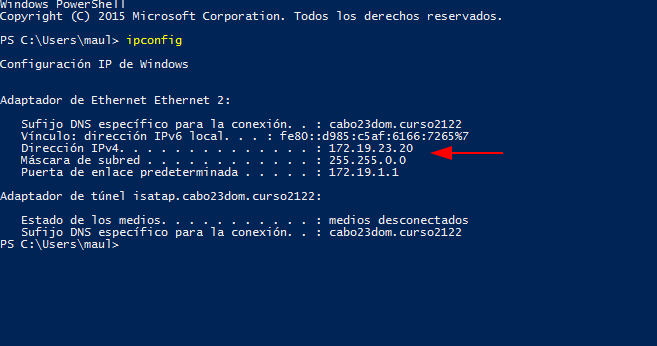 Windows PowerShell
Copyright (C) 2015 Microsoft Corporation. Todos los derechos reservados.
PS C:\Users\maul> ipconfig
Configuración IP de Windows
Adaptador de Ethernet Ethernet 2:
Sufijo DNS específico para la conexión. . : cabo23dom.curso2122
Vínculo: dirección IPv6 local. . . : fe80::d985:c5af:6166:7265%7
Dirección IPv4. . . . . . . . . . . . . . : 172.19.23.20
Máscara de subred . . . . . . . . . . . . : 255.255.0.0
Puerta de enlace predeterminada . . . . . : 172.19.1.1
Adaptador de túnel isatap.cabo23dom.curso2122:
Estado de los medios. . . . . . . . . . . : medios desconectados
Sufijo DNS específico para la conexión. . : cabo23dom.curso2122
PS C:\Users\maul>